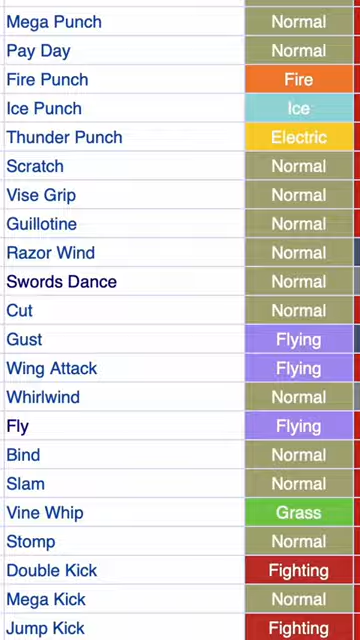 Mega Punch Normal
Pay Day Normal
Fire Punch Fire
Ice Punch Ice
Thunder Punch Electric
Scratch Normal
Vise Grip Normal
Guillotine Normal
Razor Wind Normal
Swords Dance Normal
Cut Normal
Gust Flying
Wing Attack Flying
Whirlwind Normal
Fly Flying
Bind Normal
Slam Normal
Vine Whip Grass
Stomp Normal
Double Kick Fighting
Mega Kick Normal
Jump Kick Fighting